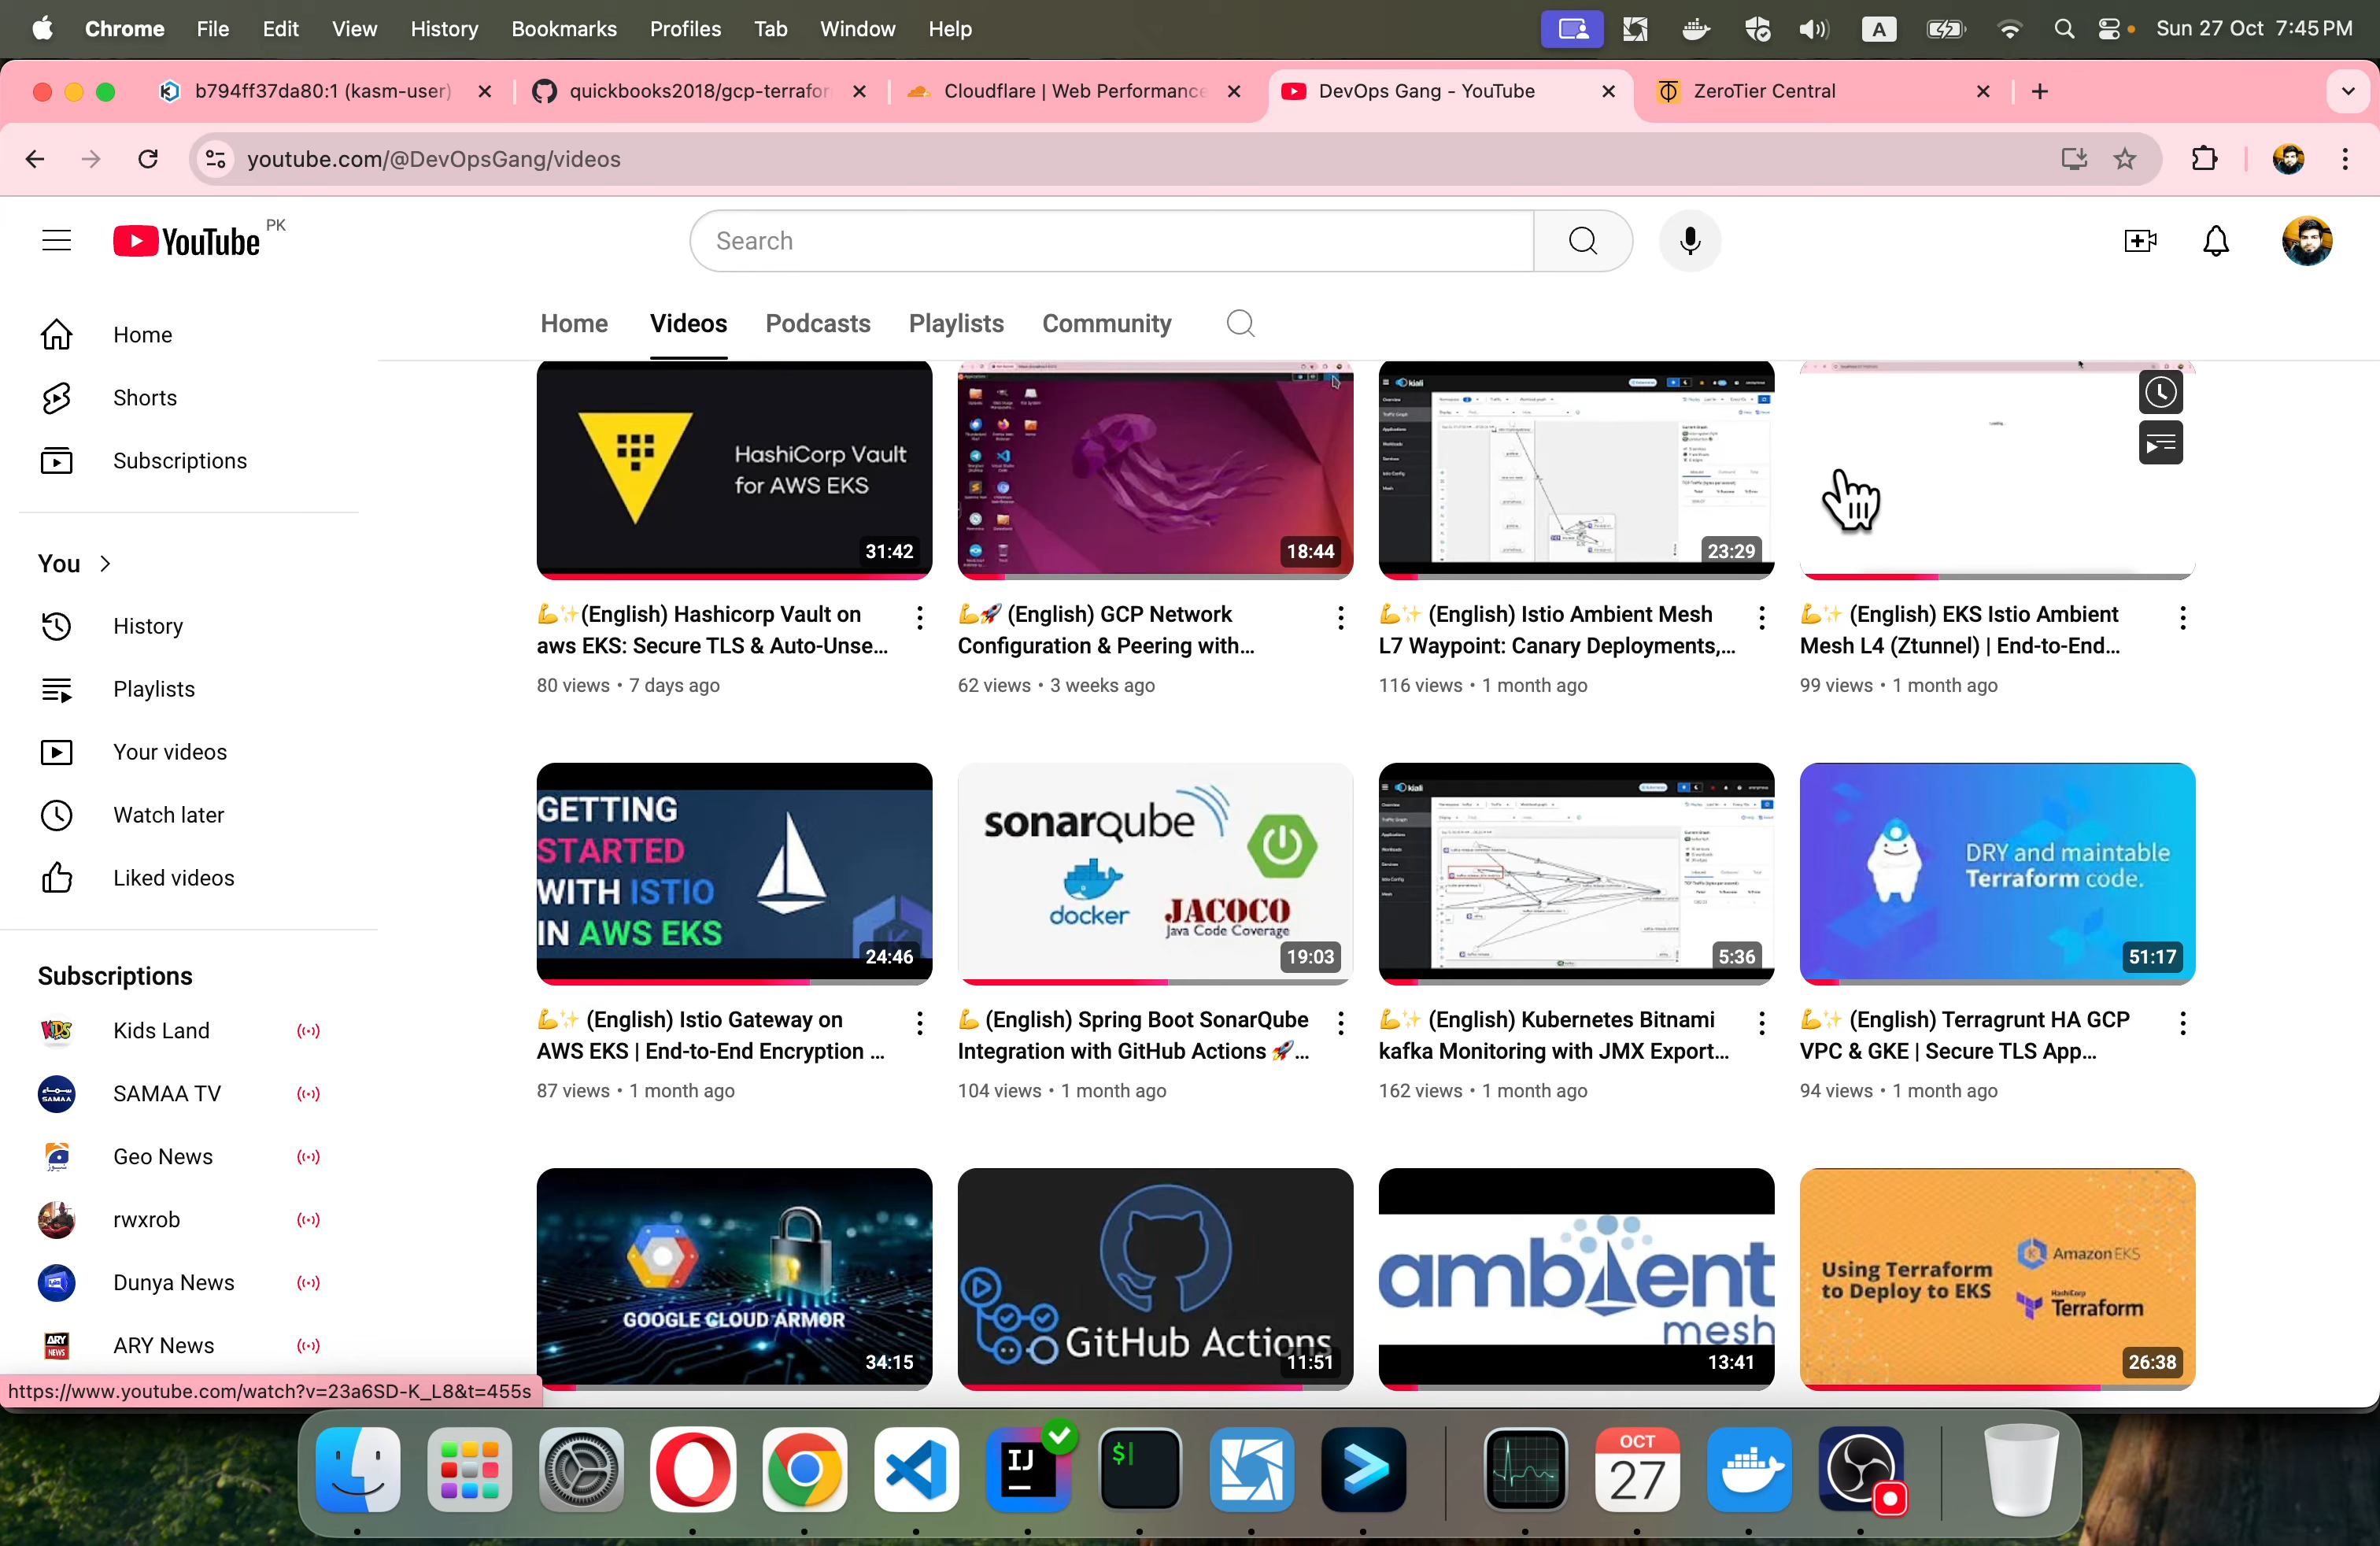 Chrome File Edit View History Bookmarks Profiles Tab Window Help
A
Sun 27 Oct 7:45 PM
b794ff37da80:1 (kasm-user)
quickbooks2018/gcp-terrafor
Cloudflare | Web Performance
DevOps Gang - YouTube
ZeroTier Central
youtube.com/@DevOpsGang/videos
YouTube PK
Search
Home
Shorts
Subscriptions
You
History
Playlists
Your videos
Watch later
Liked videos
Subscriptions
Kids Land
SAMAA TV
Geo News
rwxrob
Dunya News
ARY News
https://www.youtube.com/watch?v=23a6SD-K_L8&t=455s
Home Videos Podcasts Playlists Community
HashiCorp Vault
for AWS EKS
31:42
💪✨(English) Hashicorp Vault on
aws EKS: Secure TLS & Auto-Unse...
80 views • 7 days ago
18:44
💪🚀 (English) GCP Network
Configuration & Peering with...
62 views • 3 weeks ago
kiali
23:29
💪✨ (English) Istio Ambient Mesh
L7 Waypoint: Canary Deployments,...
116 views • 1 month ago
💪✨ (English) EKS Istio Ambient
Mesh L4 (Ztunnel) | End-to-End...
99 views • 1 month ago
GETTING
STARTED
WITH ISTIO
IN AWS EKS
24:46
💪✨ (English) Istio Gateway on
AWS EKS | End-to-End Encryption ...
87 views • 1 month ago
sonarqube
docker
JACOCO
Java Code Coverage
19:03
💪 (English) Spring Boot SonarQube
Integration with GitHub Actions 🚀...
104 views • 1 month ago
kiali
5:36
💪✨ (English) Kubernetes Bitnami
kafka Monitoring with JMX Export...
162 views • 1 month ago
DRY and maintable
Terraform code.
51:17
💪✨ (English) Terragrunt HA GCP
VPC & GKE | Secure TLS App...
94 views • 1 month ago
GOOGLE CLOUD ARMOR
34:15
GitHub Actions
11:51
ambient
mesh
13:41
Using Terraform
to Deploy to EKS
Amazon EKS
HashiCorp
Terraform
26:38
IJ
$
OCT
27